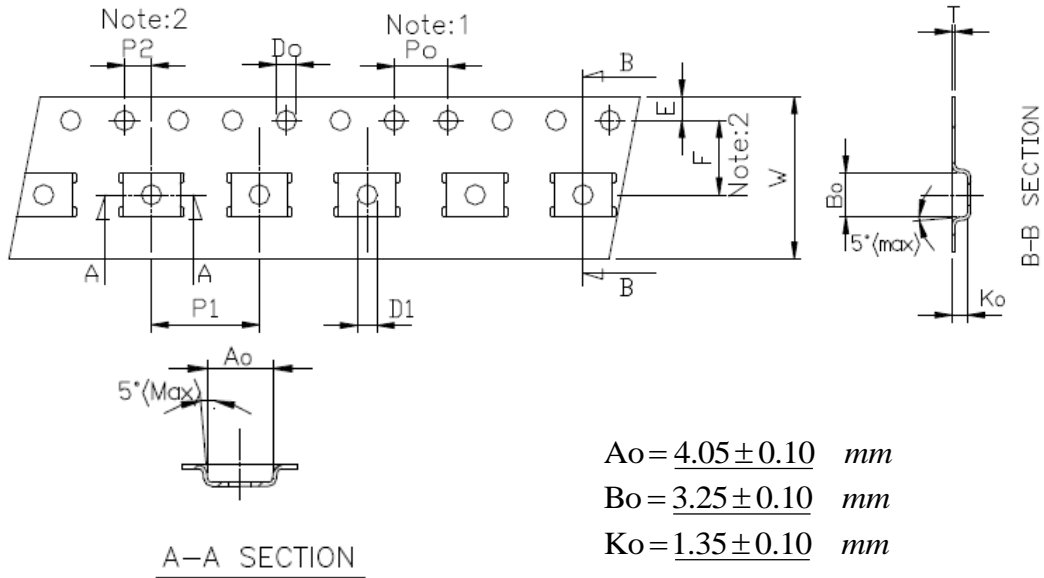 Note:2
P2
Do
Note:1
Po
B
E
F
Note:2
W
T
Bo
5°(max)
Ko
B-B SECTION
A
A
P1
D1
B
Ao
5°(Max)
A-A SECTION
Ao = 4.05 ± 0.10 mm
Bo = 3.25 ± 0.10 mm
Ko = 1.35 ± 0.10 mm